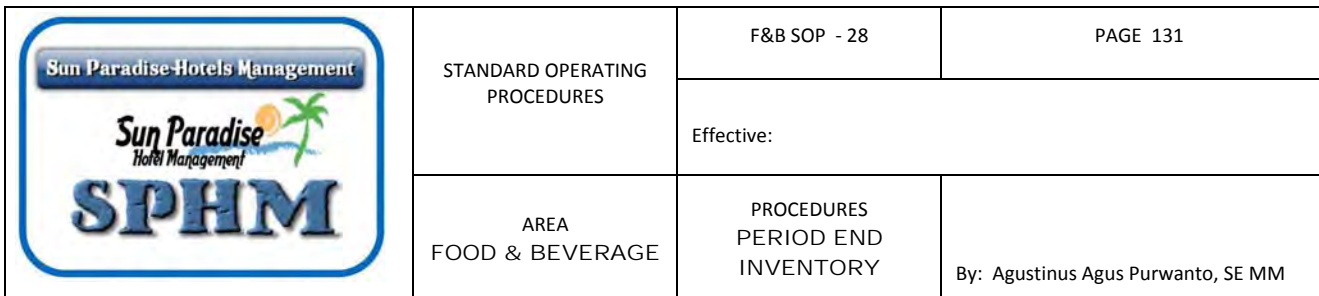 Sun Paradise Hotels Management
Sun Paradise
Hotel Management
SPHM
STANDARD OPERATING
PROCEDURES
F&B SOP - 28
PAGE 131
Effective:
AREA
FOOD & BEVERAGE
PROCEDURES
PERIOD END
INVENTORY
By: Agustinus Agus Purwanto, SE MM